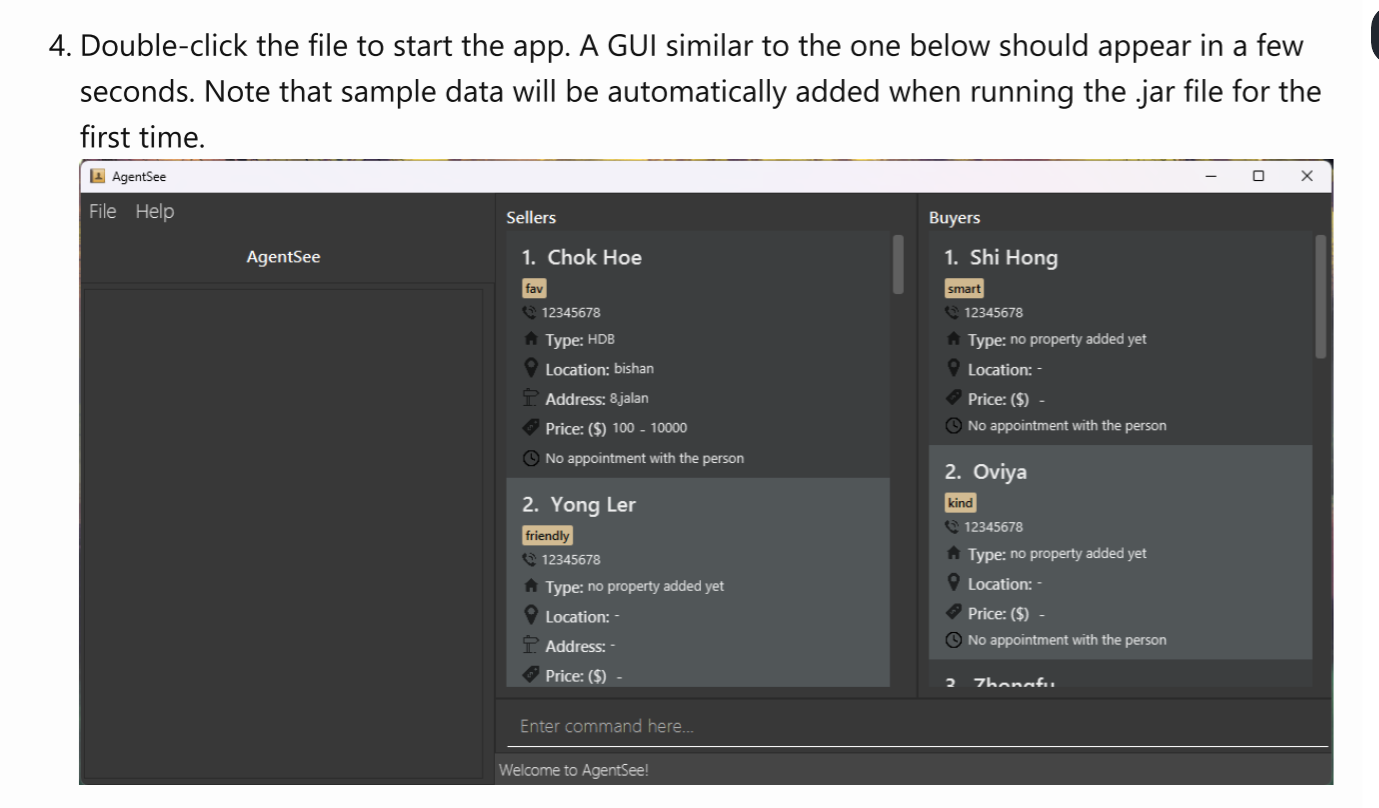 4. Double-click the file to start the app. A GUI similar to the one below should appear in a few
seconds. Note that sample data will be automatically added when running the .jar file for the
first time.
AgentSee
File Help
AgentSee
Sellers
1. Chok Hoe
fav
12345678
Type: HDB
Location: bishan
Address: 8,jalan
Price: ($) 100 - 10000
No appointment with the person
2. Yong Ler
friendly
12345678
Type: no property added yet
Location: -
Address: -
Price: ($) -
Buyers
1. Shi Hong
smart
12345678
Type: no property added yet
Location: -
Price: ($) -
No appointment with the person
2. Oviya
kind
12345678
Type: no property added yet
Location: -
Price: ($) -
No appointment with the person
3. Zhongfu
Enter command here...
Welcome to AgentSee!